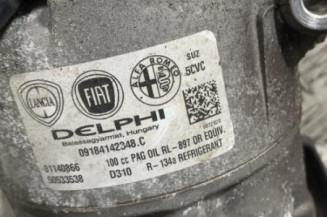 LANCIA
FIAT
ALFA ROMEO
SUZ
5CVC
DELPHI
Balassagyarmat, Hungary
09184142348.C
01140866
100 cc PAG OIL RL-897 OR EQUIV.
50533538
D310 R-134a REFRIGERANT